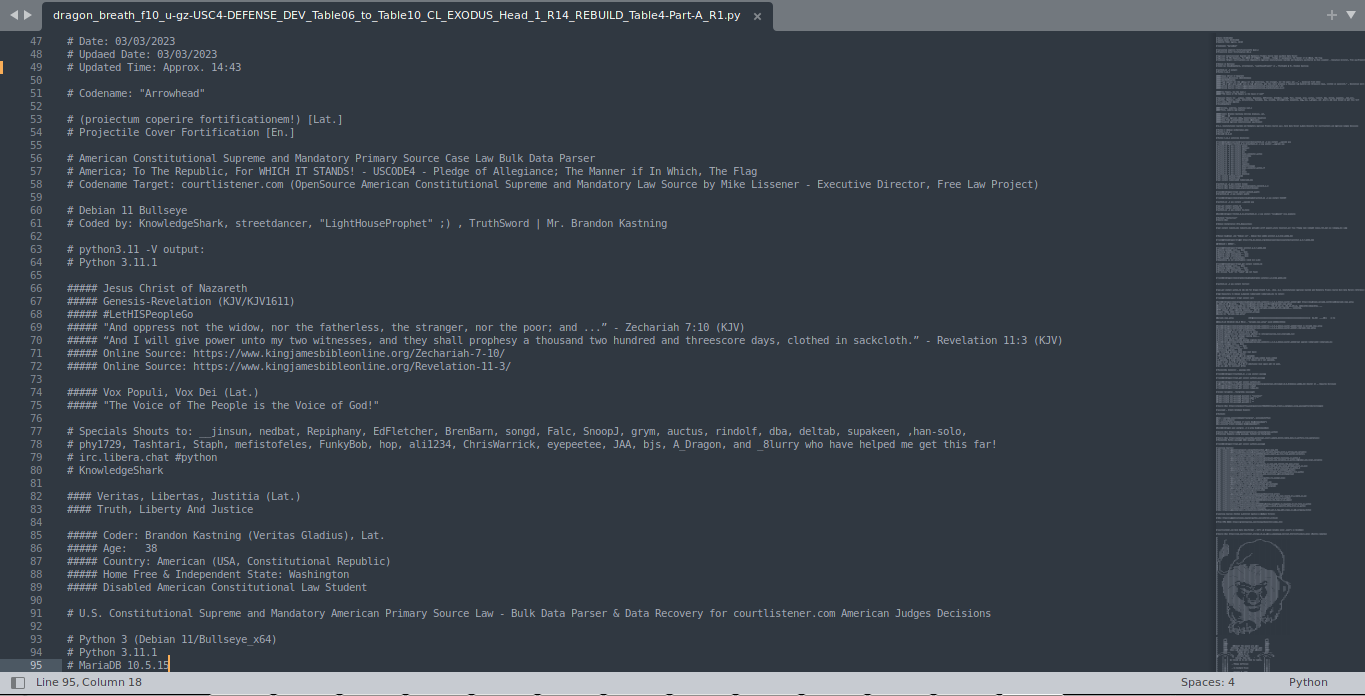 dragon_breath_f10_u-gz-USC4-DEFENSE_DEV_Table06_to_Table10_CL_EXODUS_Head_1_R14_REBUILD_Table4-Part-A_R1.py ×
47 # Date: 03/03/2023
48 # Updaed Date: 03/03/2023
49 # Updated Time: Approx. 14:43
50
51 # Codename: "Arrowhead"
52
53 # (proiectum coperire fortificationem!) [Lat.]
54 # Projectile Cover Fortification [En.]
55
56 # American Constitutional Supreme and Mandatory Primary Source Case Law Bulk Data Parser
57 # America; To The Republic, For WHICH IT STANDS! - USCODE4 - Pledge of Allegiance; The Manner if In Which, The Flag
58 # Codename Target: courtlistener.com (OpenSource American Constitutional Supreme and Mandatory Law Source by Mike Lissener - Executive Director, Free Law Project)
59
60 # Debian 11 Bullseye
61 # Coded by: KnowledgeShark, streetdancer, "LightHouseProphet" ;) , TruthSword | Mr. Brandon Kastning
62
63 # python3.11 -V output:
64 # Python 3.11.1
65
66 ##### Jesus Christ of Nazareth
67 ##### Genesis-Revelation (KJV/KJV1611)
68 ##### #LetHISPeopleGo
69 ##### "And oppress not the widow, nor the fatherless, the stranger, nor the poor; and ...” - Zechariah 7:10 (KJV)
70 ##### “And I will give power unto my two witnesses, and they shall prophesy a thousand two hundred and threescore days, clothed in sackcloth.” - Revelation 11:3 (KJV)
71 ##### Online Source: https://www.kingjamesbibleonline.org/Zechariah-7-10/
72 ##### Online Source: https://www.kingjamesbibleonline.org/Revelation-11-3/
73
74 ##### Vox Populi, Vox Dei (Lat.)
75 ##### "The Voice of The People is the Voice of God!"
76
77 # Specials Shouts to: __jinsun, nedbat, Repiphany, EdFletcher, BrenBarn, songd, Falc, SnoopJ, grym, auctus, rindolf, dba, deltab, supakeen, ,han-solo,
78 # phy1729, Tashtari, Staph, mefistofeles, FunkyBob, hop, ali1234, ChrisWarrick, eyepeetee, JAA, bjs, A_Dragon, and _8lurry who have helped me get this far!
79 # irc.libera.chat #python
80 # KnowledgeShark
81
82 #### Veritas, Libertas, Justitia (Lat.)
83 #### Truth, Liberty And Justice
84
85 ##### Coder: Brandon Kastning (Veritas Gladius), Lat.
86 ##### Age:   38
87 ##### Country: American (USA, Constitutional Republic)
88 ##### Home Free & Independent State: Washington
89 ##### Disabled American Constitutional Law Student
90
91 # U.S. Constitutional Supreme and Mandatory American Primary Source Law - Bulk Data Parser & Data Recovery for courtlistener.com American Judges Decisions
92
93 # Python 3 (Debian 11/Bullseye_x64)
94 # Python 3.11.1
95 # MariaDB 10.5.15
Line 95, Column 18 Spaces: 4 Python